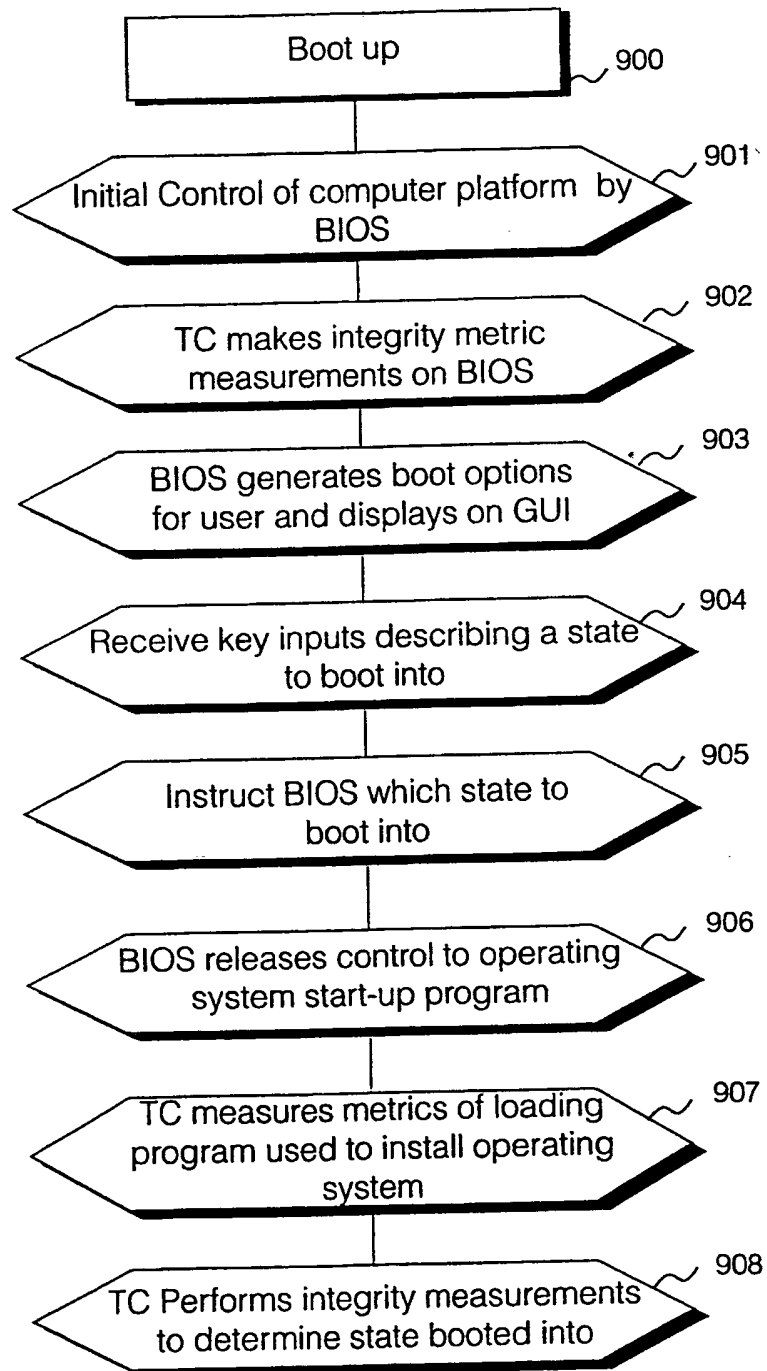 Boot up
900
901
Initial Control of computer platform by
BIOS
902
TC makes integrity metric
measurements on BIOS
903
BIOS generates boot options
for user and displays on GUI
904
Receive key inputs describing a state
to boot into
905
Instruct BIOS which state to
boot into
906
BIOS releases control to operating
system start-up program
907
TC measures metrics of loading
program used to install operating
system
908
TC Performs integrity measurements
to determine state booted into